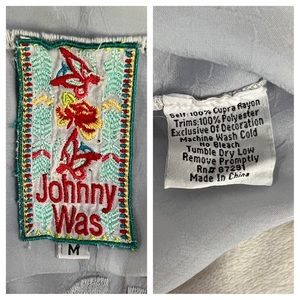 Johnny
Was
M
Self: 100% Cupra Rayon
Trims:100% Polyester
Exclusive Of Decoration
Machine Wash Cold
No Bleach
Tumble Dry Low
Remove Promptly
Rn# 87291
Made In China